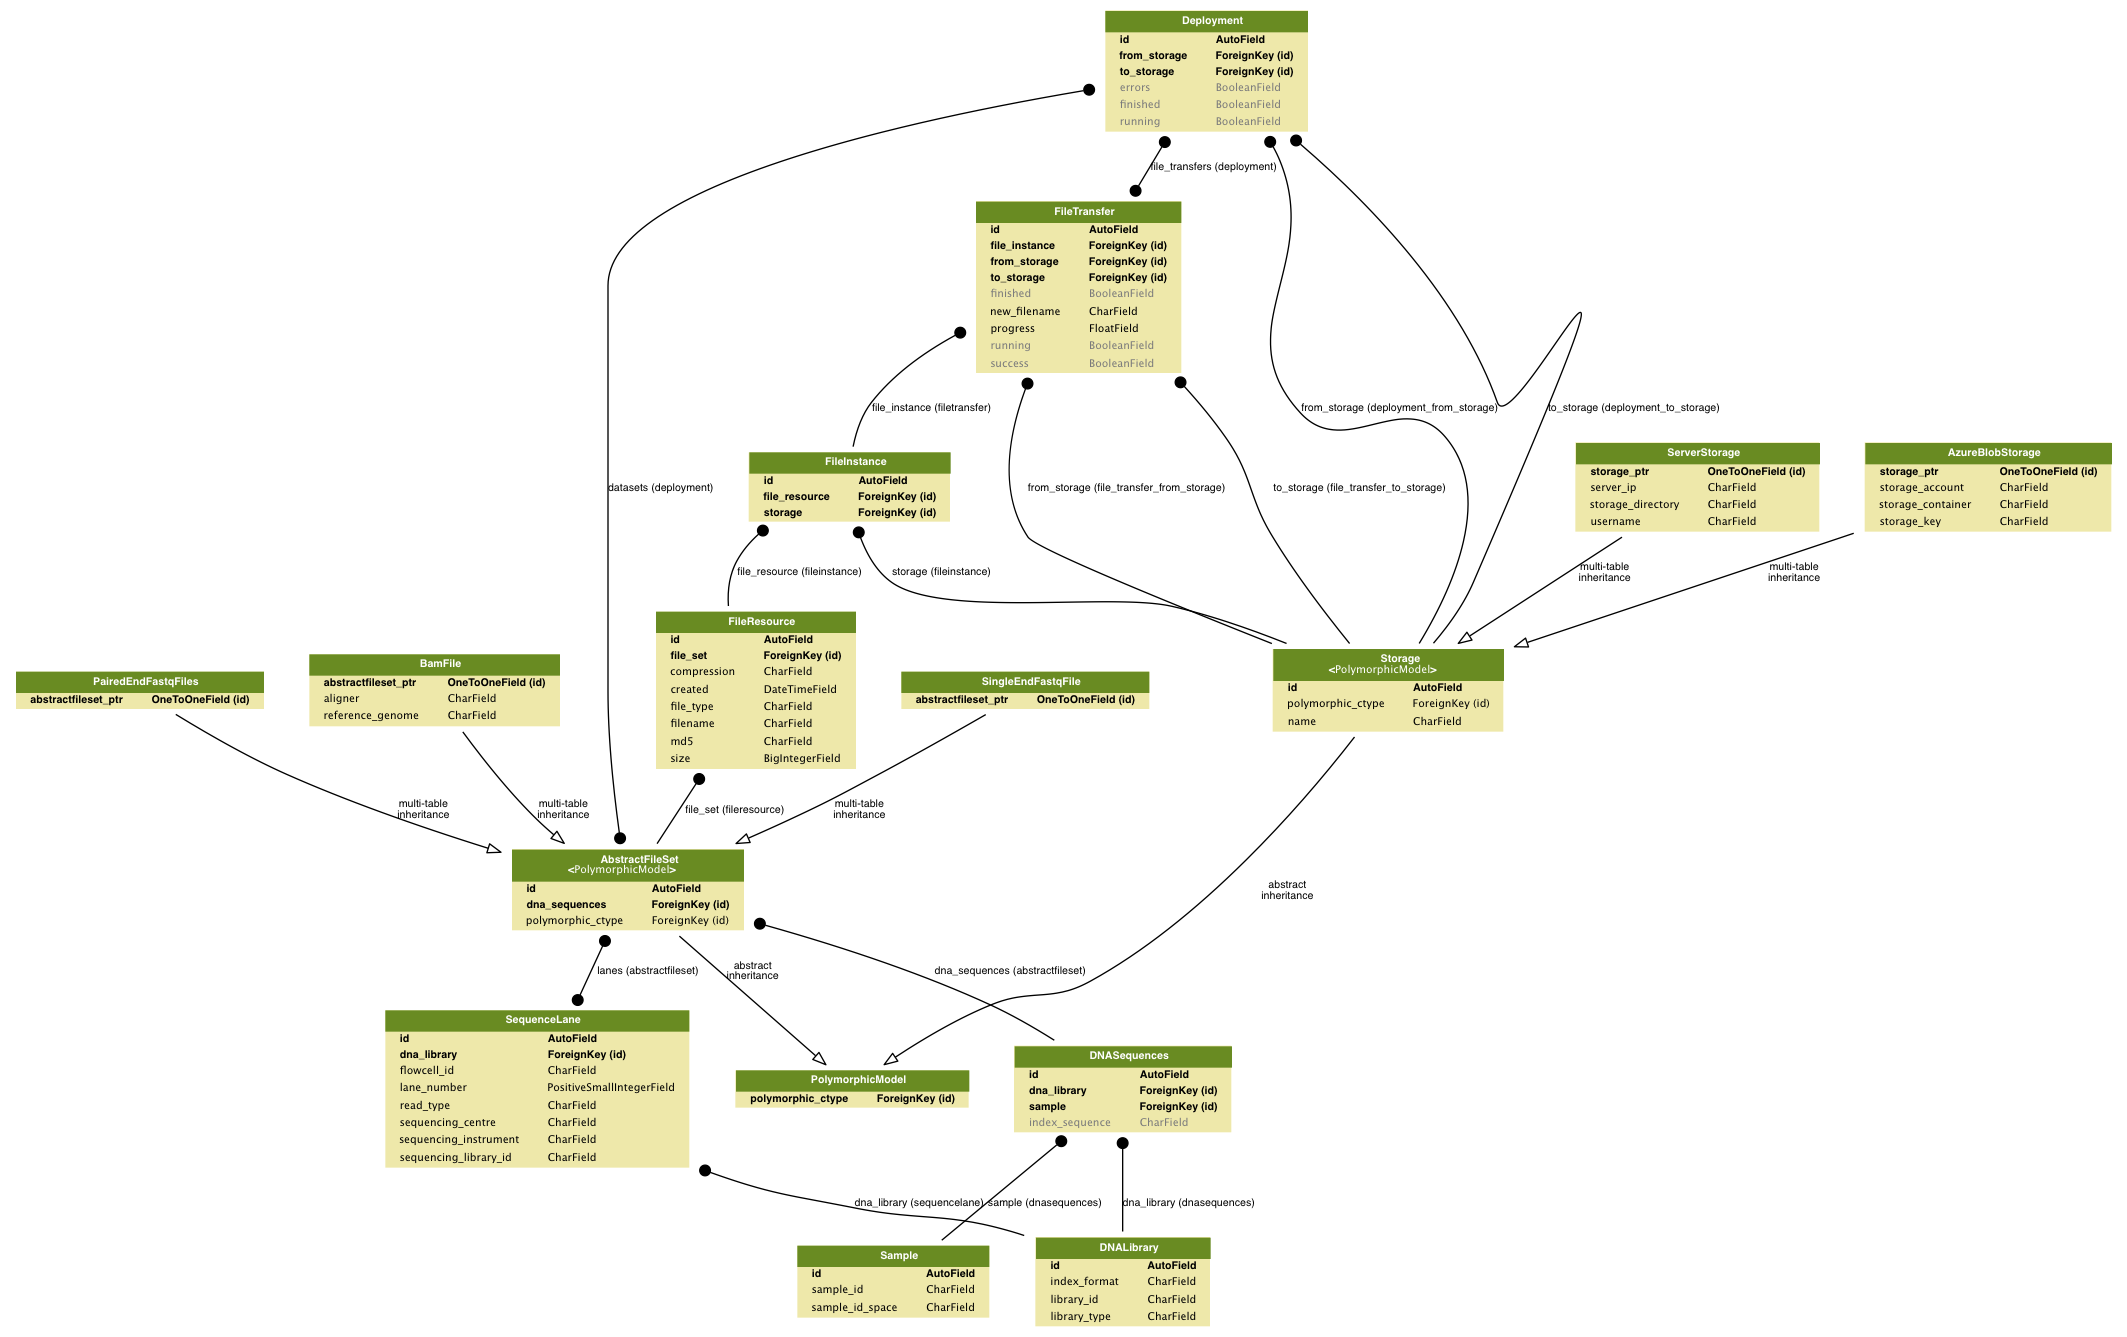 Deployment
id AutoField
from_storage ForeignKey (id)
to_storage ForeignKey (id)
errors BooleanField
finished BooleanField
running BooleanField
file_transfers (deployment)
FileTransfer
id AutoField
file_instance ForeignKey (id)
from_storage ForeignKey (id)
to_storage ForeignKey (id)
finished BooleanField
new_filename CharField
progress FloatField
running BooleanField
success BooleanField
file_instance (filetransfer)
from_storage (deployment_from_storage)
to_storage (deployment_to_storage)
FileInstance
id AutoField
file_resource ForeignKey (id)
storage ForeignKey (id)
datasets (deployment)
from_storage (file_transfer_from_storage)
to_storage (file_transfer_to_storage)
ServerStorage
storage_ptr OneToOneField (id)
server_ip CharField
storage_directory CharField
username CharField
AzureBlobStorage
storage_ptr OneToOneField (id)
storage_account CharField
storage_container CharField
storage_key CharField
file_resource (fileinstance)
storage (fileinstance)
multi-table
inheritance
multi-table
inheritance
PairedEndFastqFiles
abstractfileset_ptr OneToOneField (id)
BamFile
abstractfileset_ptr OneToOneField (id)
aligner CharField
reference_genome CharField
FileResource
id AutoField
file_set ForeignKey (id)
compression CharField
created DateTimeField
file_type CharField
filename CharField
md5 CharField
size BigIntegerField
SingleEndFastqFile
abstractfileset_ptr OneToOneField (id)
Storage
<PolymorphicModel>
id AutoField
polymorphic_ctype ForeignKey (id)
name CharField
multi-table
inheritance
multi-table
inheritance
file_set (fileresource)
multi-table
inheritance
AbstractFileSet
<PolymorphicModel>
id AutoField
dna_sequences ForeignKey (id)
polymorphic_ctype ForeignKey (id)
abstract
inheritance
lanes (abstractfileset)
abstract
inheritance
dna_sequences (abstractfileset)
SequenceLane
id AutoField
dna_library ForeignKey (id)
flowcell_id CharField
lane_number PositiveSmallIntegerField
read_type CharField
sequencing_centre CharField
sequencing_instrument CharField
sequencing_library_id CharField
PolymorphicModel
polymorphic_ctype ForeignKey (id)
DNASequences
id AutoField
dna_library ForeignKey (id)
sample ForeignKey (id)
index_sequence CharField
dna_library (sequencelane)
sample (dnasequences)
dna_library (dnasequences)
Sample
id AutoField
sample_id CharField
sample_id_space CharField
DNALibrary
id AutoField
index_format CharField
library_id CharField
library_type CharField